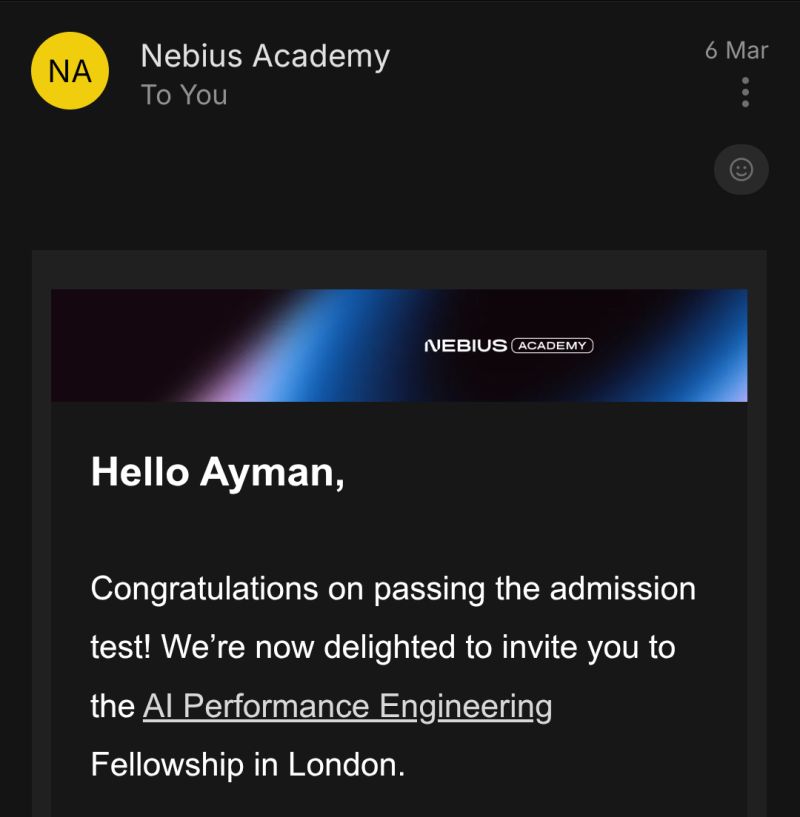 NA
Nebius Academy
6 Mar
To You
NEBIUS ACADEMY
Hello Ayman,
Congratulations on passing the admission
test! We’re now delighted to invite you to
the AI Performance Engineering
Fellowship in London.